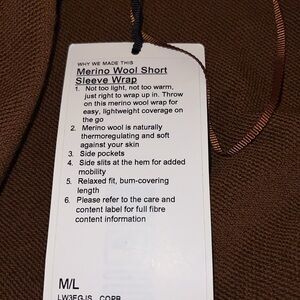 WHY WE MADE THIS
Merino Wool Short
Sleeve Wrap
1. Not too light, not too warm,
just right to wrap up in. Throw
on this merino wool wrap for
easy, lightweight coverage on
the go
2. Merino wool is naturally
thermoregulating and soft
against your skin
3. Side pockets
4. Side slits at the hem for added
mobility
5. Relaxed fit, bum-covering
length
6. Please refer to the care and
content label for full fibre
content information
M/L
LW3FGJS COPR